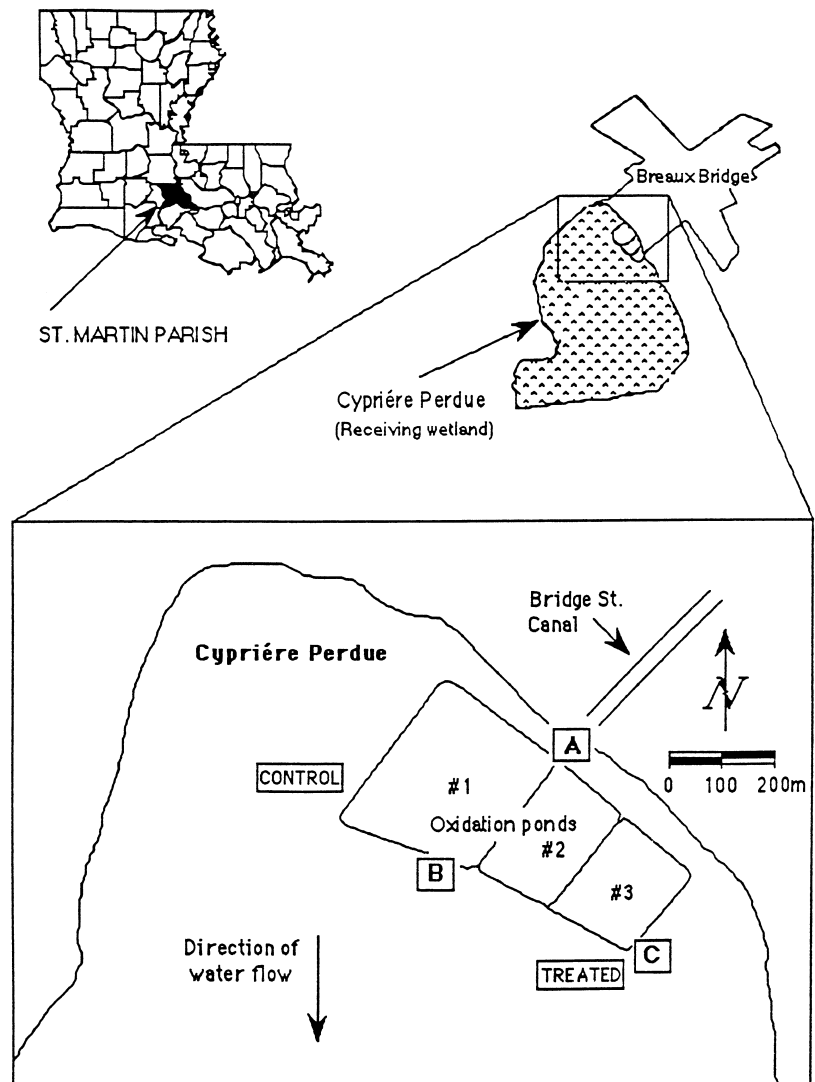 Breaux Bridge
ST. MARTIN PARISH
Cypriére Perdue
(Receiving wetland)
Bridge St.
Canal
Cypriére Perdue
N
A
CONTROL
#1
0 100 200m
Oxidation ponds
#2
B
#3
Direction of
water flow
C
TREATED